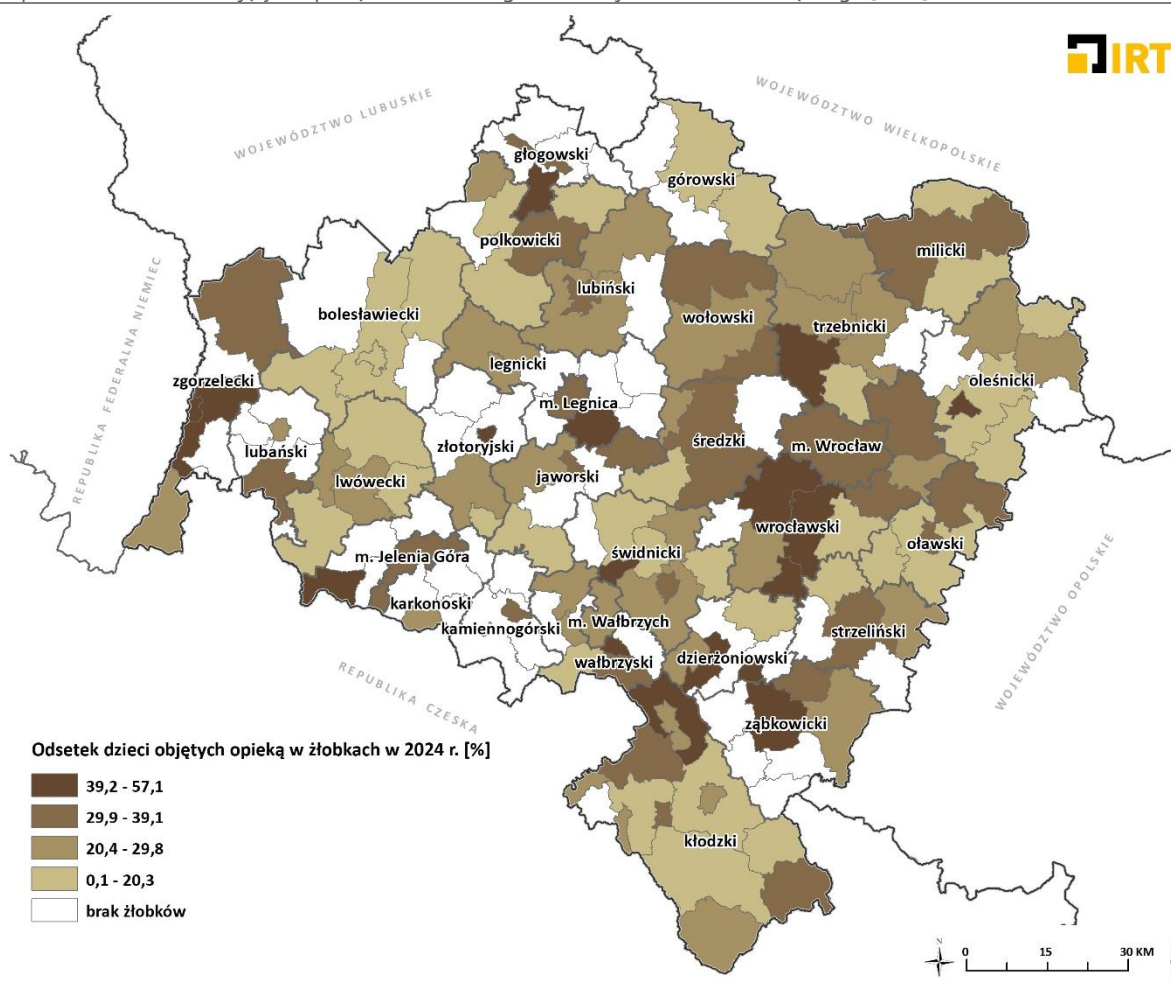 IRT
WOJEWÓDZTWO LUBUSKIE
WOJEWÓDZTWO WIELKOPOLSKIE
głogowski
górowski
polkowicki
milicki
REPUBLIKA FEDERALNA NIEMIEC
bolesławiecki
lubiński
wołowski
trzebnicki
legnicki
zgorzelecki
oleśnicki
m. Legnica
lubański
złotoryjski
średzki
m. Wrocław
lwówecki
jaworski
wrocławski
oławski
m. Jelenia Góra
świdnicki
karkonoski
kamiennogórski
m. Wałbrzych
strzeliński
wałbrzyski
dzierżoniowski
WOJEWÓDZTWO OPOLSKIE
REPUBLIKA CZESKA
ząbkowicki
kłodzki
Odsetek dzieci objętych opieką w żłobkach w 2024 r. [%]
39,2 - 57,1
29,9 - 39,1
20,4 - 29,8
0,1 - 20,3
brak żłobków
N
0 15 30 KM